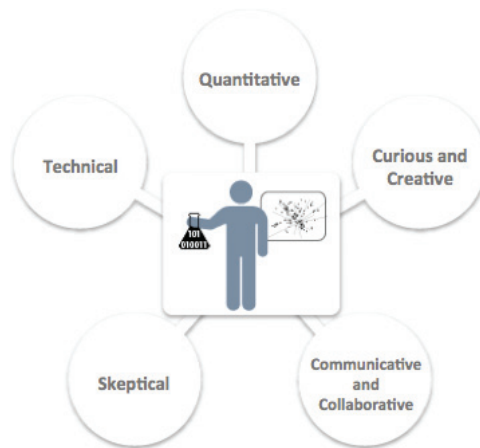 Quantitative
Technical
Curious and
Creative
101
010011
Skeptical
Communicative
and
Collaborative